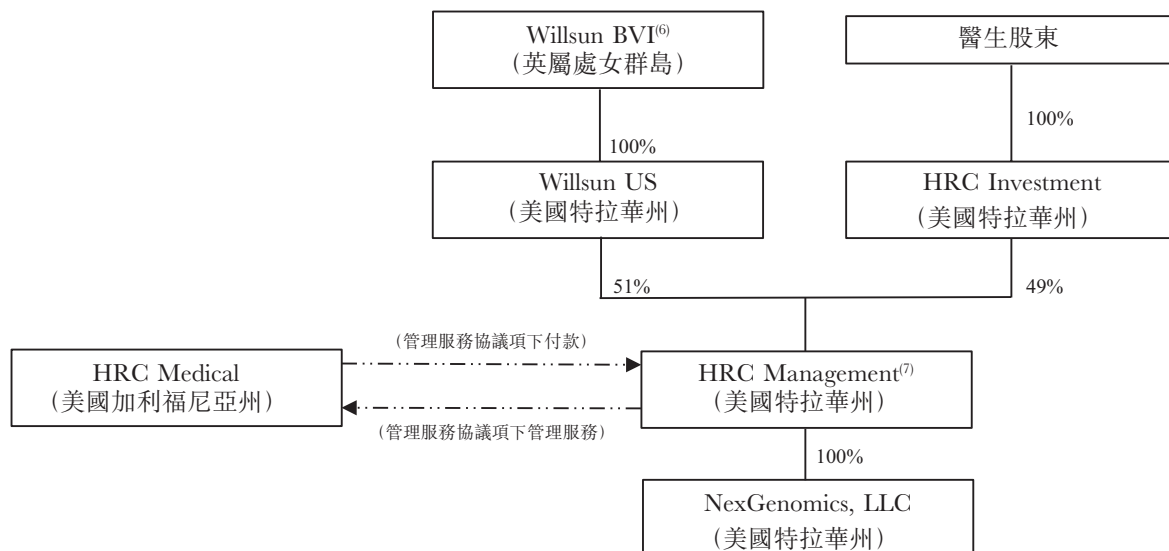 Willsun BVI(6)
(英屬處女群島)
醫生股東
100%
100%
Willsun US
(美國特拉華州)
HRC Investment
(美國特拉華州)
51%
49%
(管理服務協議項下付款)
HRC Medical
(美國加利福尼亞州)
HRC Management(7)
(美國特拉華州)
(管理服務協議項下管理服務)
100%
NexGenomics, LLC
(美國特拉華州)